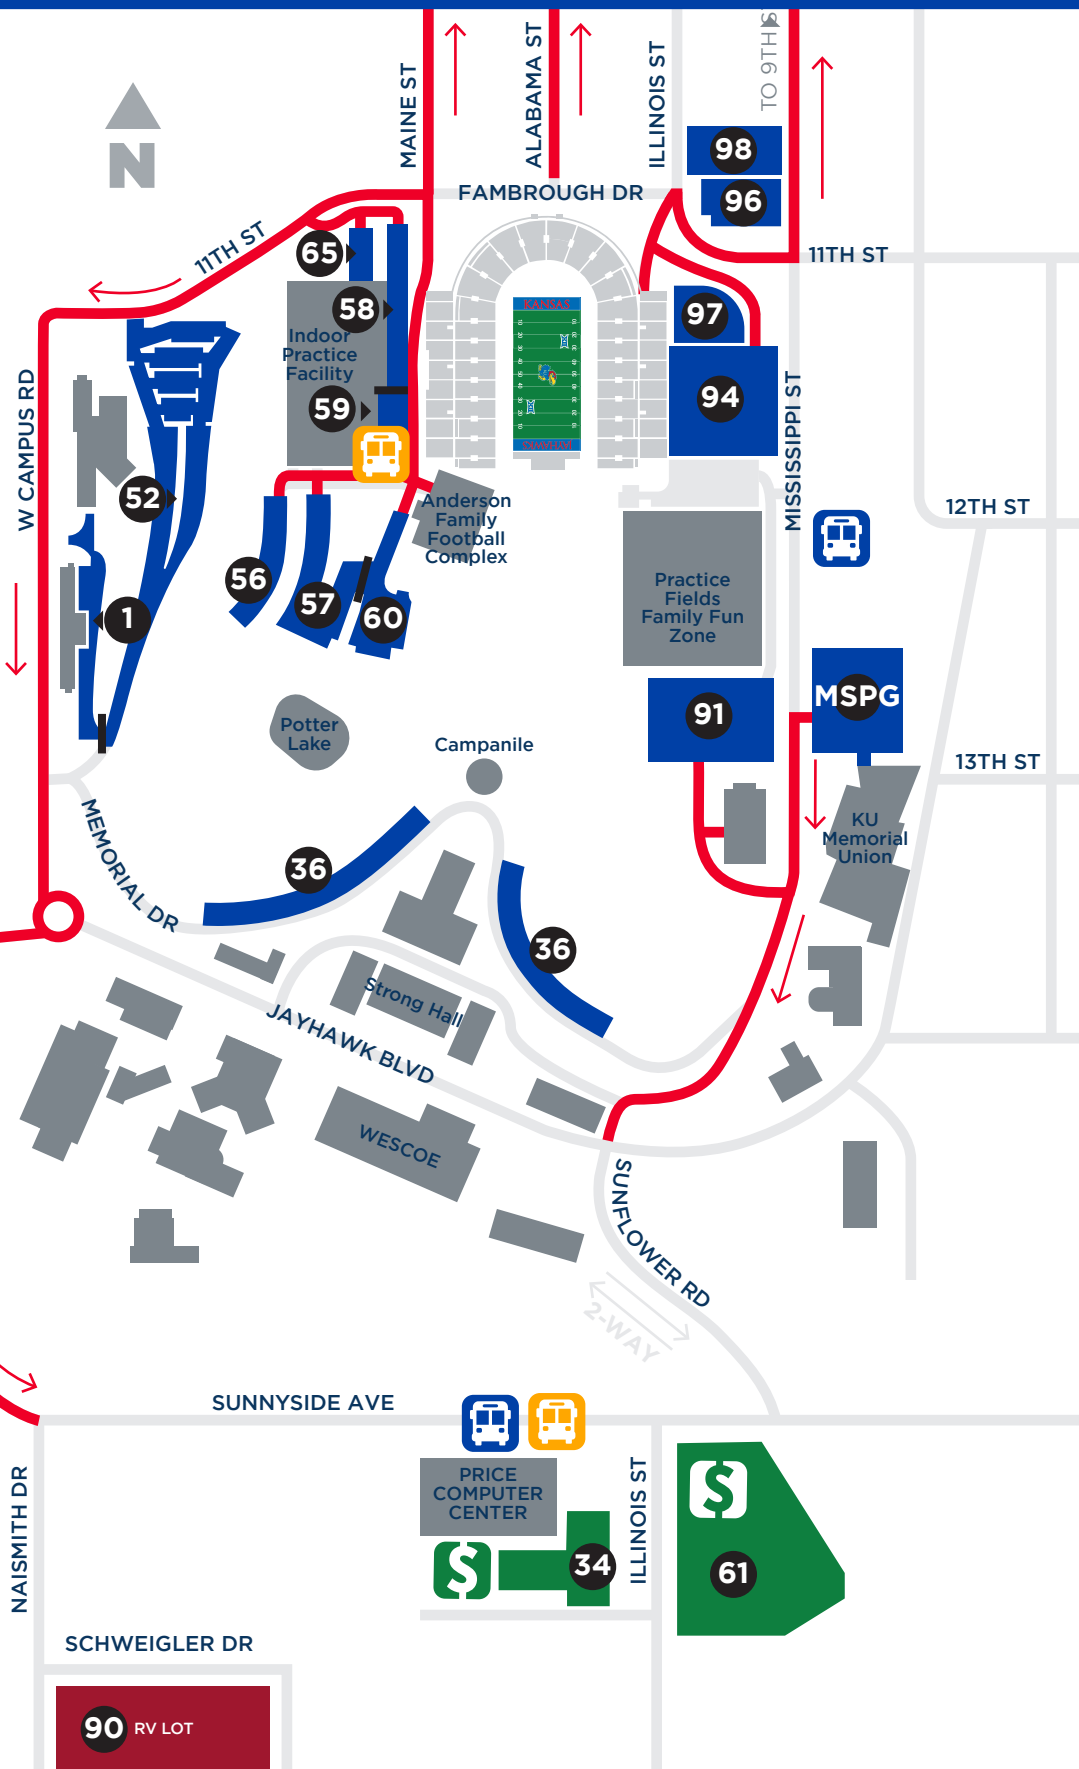 MAINE ST
ALABAMA ST
ILLINOIS ST
TO 9TH S
N
98
96
FAMBROUGH DR
11TH ST
11TH ST
65
58
KANSAS
97
Indoor
Practice
Facility
94
59
W CAMPUS RD
MISSISSIPPI ST
52
Anderson
Family
Football
Complex
12TH ST
56
57
60
1
Practice
Fields
Family Fun
Zone
MSPG
91
Potter
Lake
Campanile
13TH ST
MEMORIAL DR
KU
Memorial
Union
36
36
Strong Hall
JAYHAWK BLVD
WESCOE
SUNFLOWER RD
2-WAY
SUNNYSIDE AVE
PRICE
COMPUTER
CENTER
NAISMITH DR
ILLINOIS ST
$
$
34
61
SCHWEIGLER DR
90 RV LOT